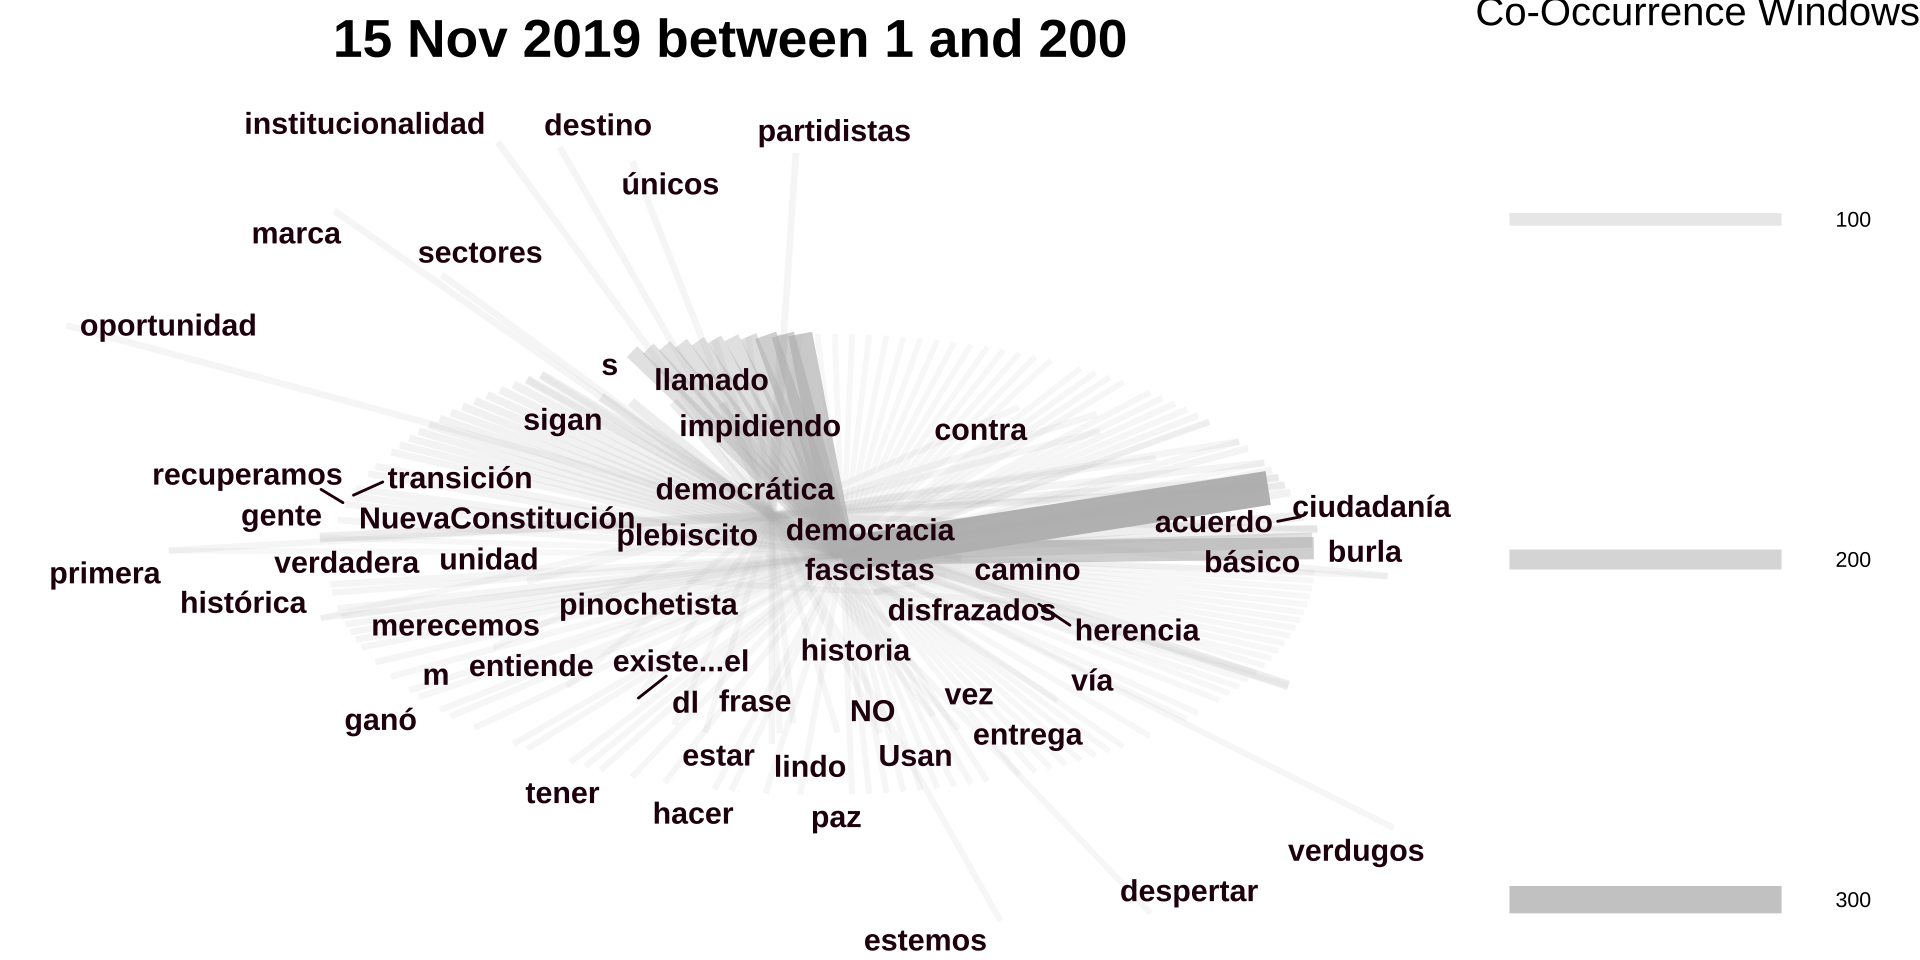 15 Nov 2019 between 1 and 200
Co-Occurrence Windows
institucionalidad
destino
partidistas
únicos
100
marca
sectores
oportunidad
s
llamado
sigan
impidiendo
contra
recuperamos
transición
democrática
gente
NuevaConstitución
plebiscito
democracia
acuerdo
ciudadanía
primera
verdadera
unidad
fascistas
camino
básico
burla
200
histórica
merecemos
pinochetista
disfrazados
herencia
m
entiende
existe...el
historia
vía
ganó
dl
frase
NO
vez
entrega
estar
lindo
Usan
tener
hacer
paz
verdugos
despertar
300
estemos